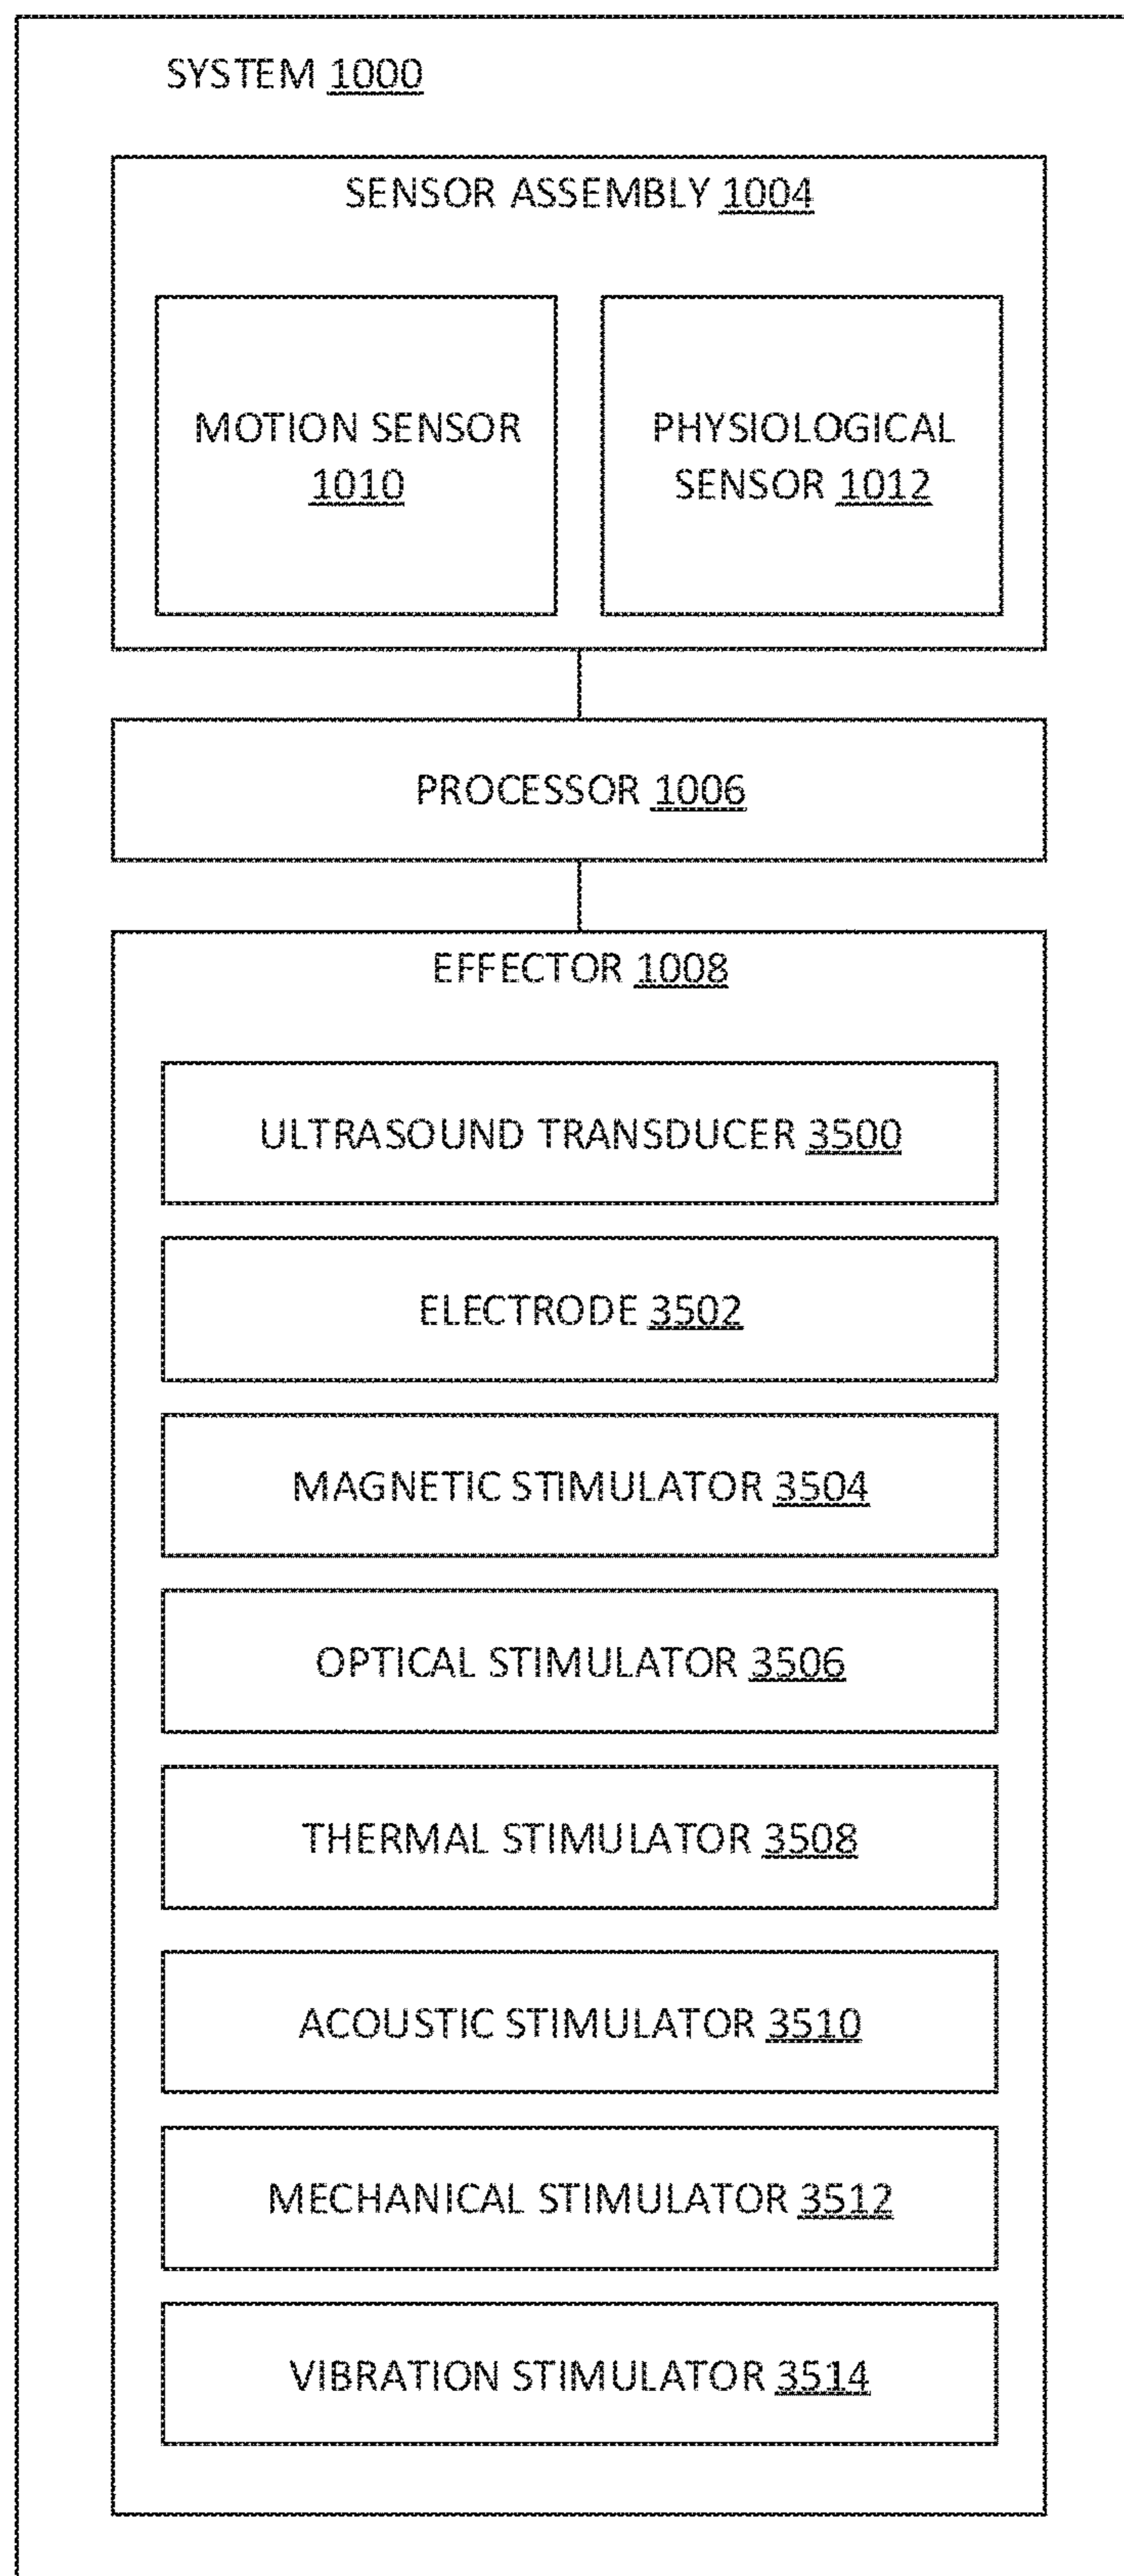 SYSTEM 1000
SENSOR ASSEMBLY 1004
MOTION SENSOR
1010
PHYSIOLOGICAL
SENSOR 1012
PROCESSOR 1006
EFFECTOR 1008
ULTRASOUND TRANSDUCER 3500
ELECTRODE 3502
MAGNETIC STIMULATOR 3504
OPTICAL STIMULATOR 3506
THERMAL STIMULATOR 3508
ACOUSTIC STIMULATOR 3510
MECHANICAL STIMULATOR 3512
VIBRATION STIMULATOR 3514